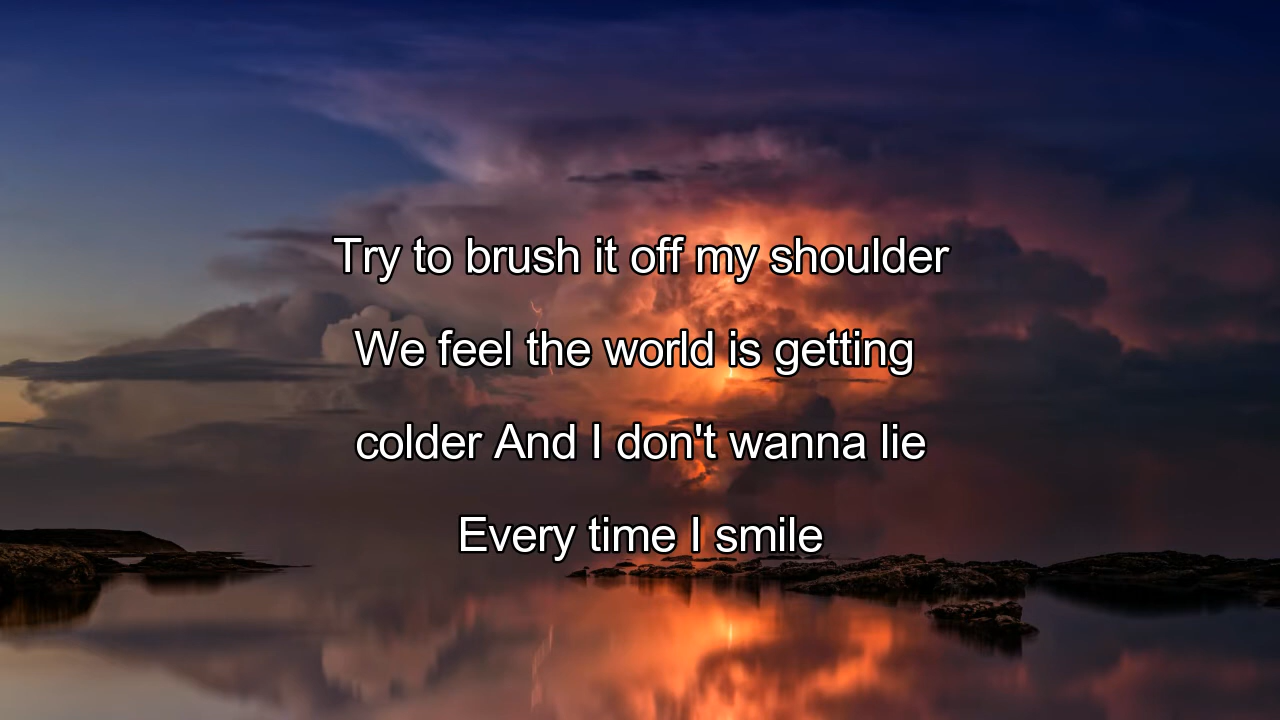 Try to brush it off my shoulder
We feel the world is getting
colder And I don't wanna lie
Every time I smile